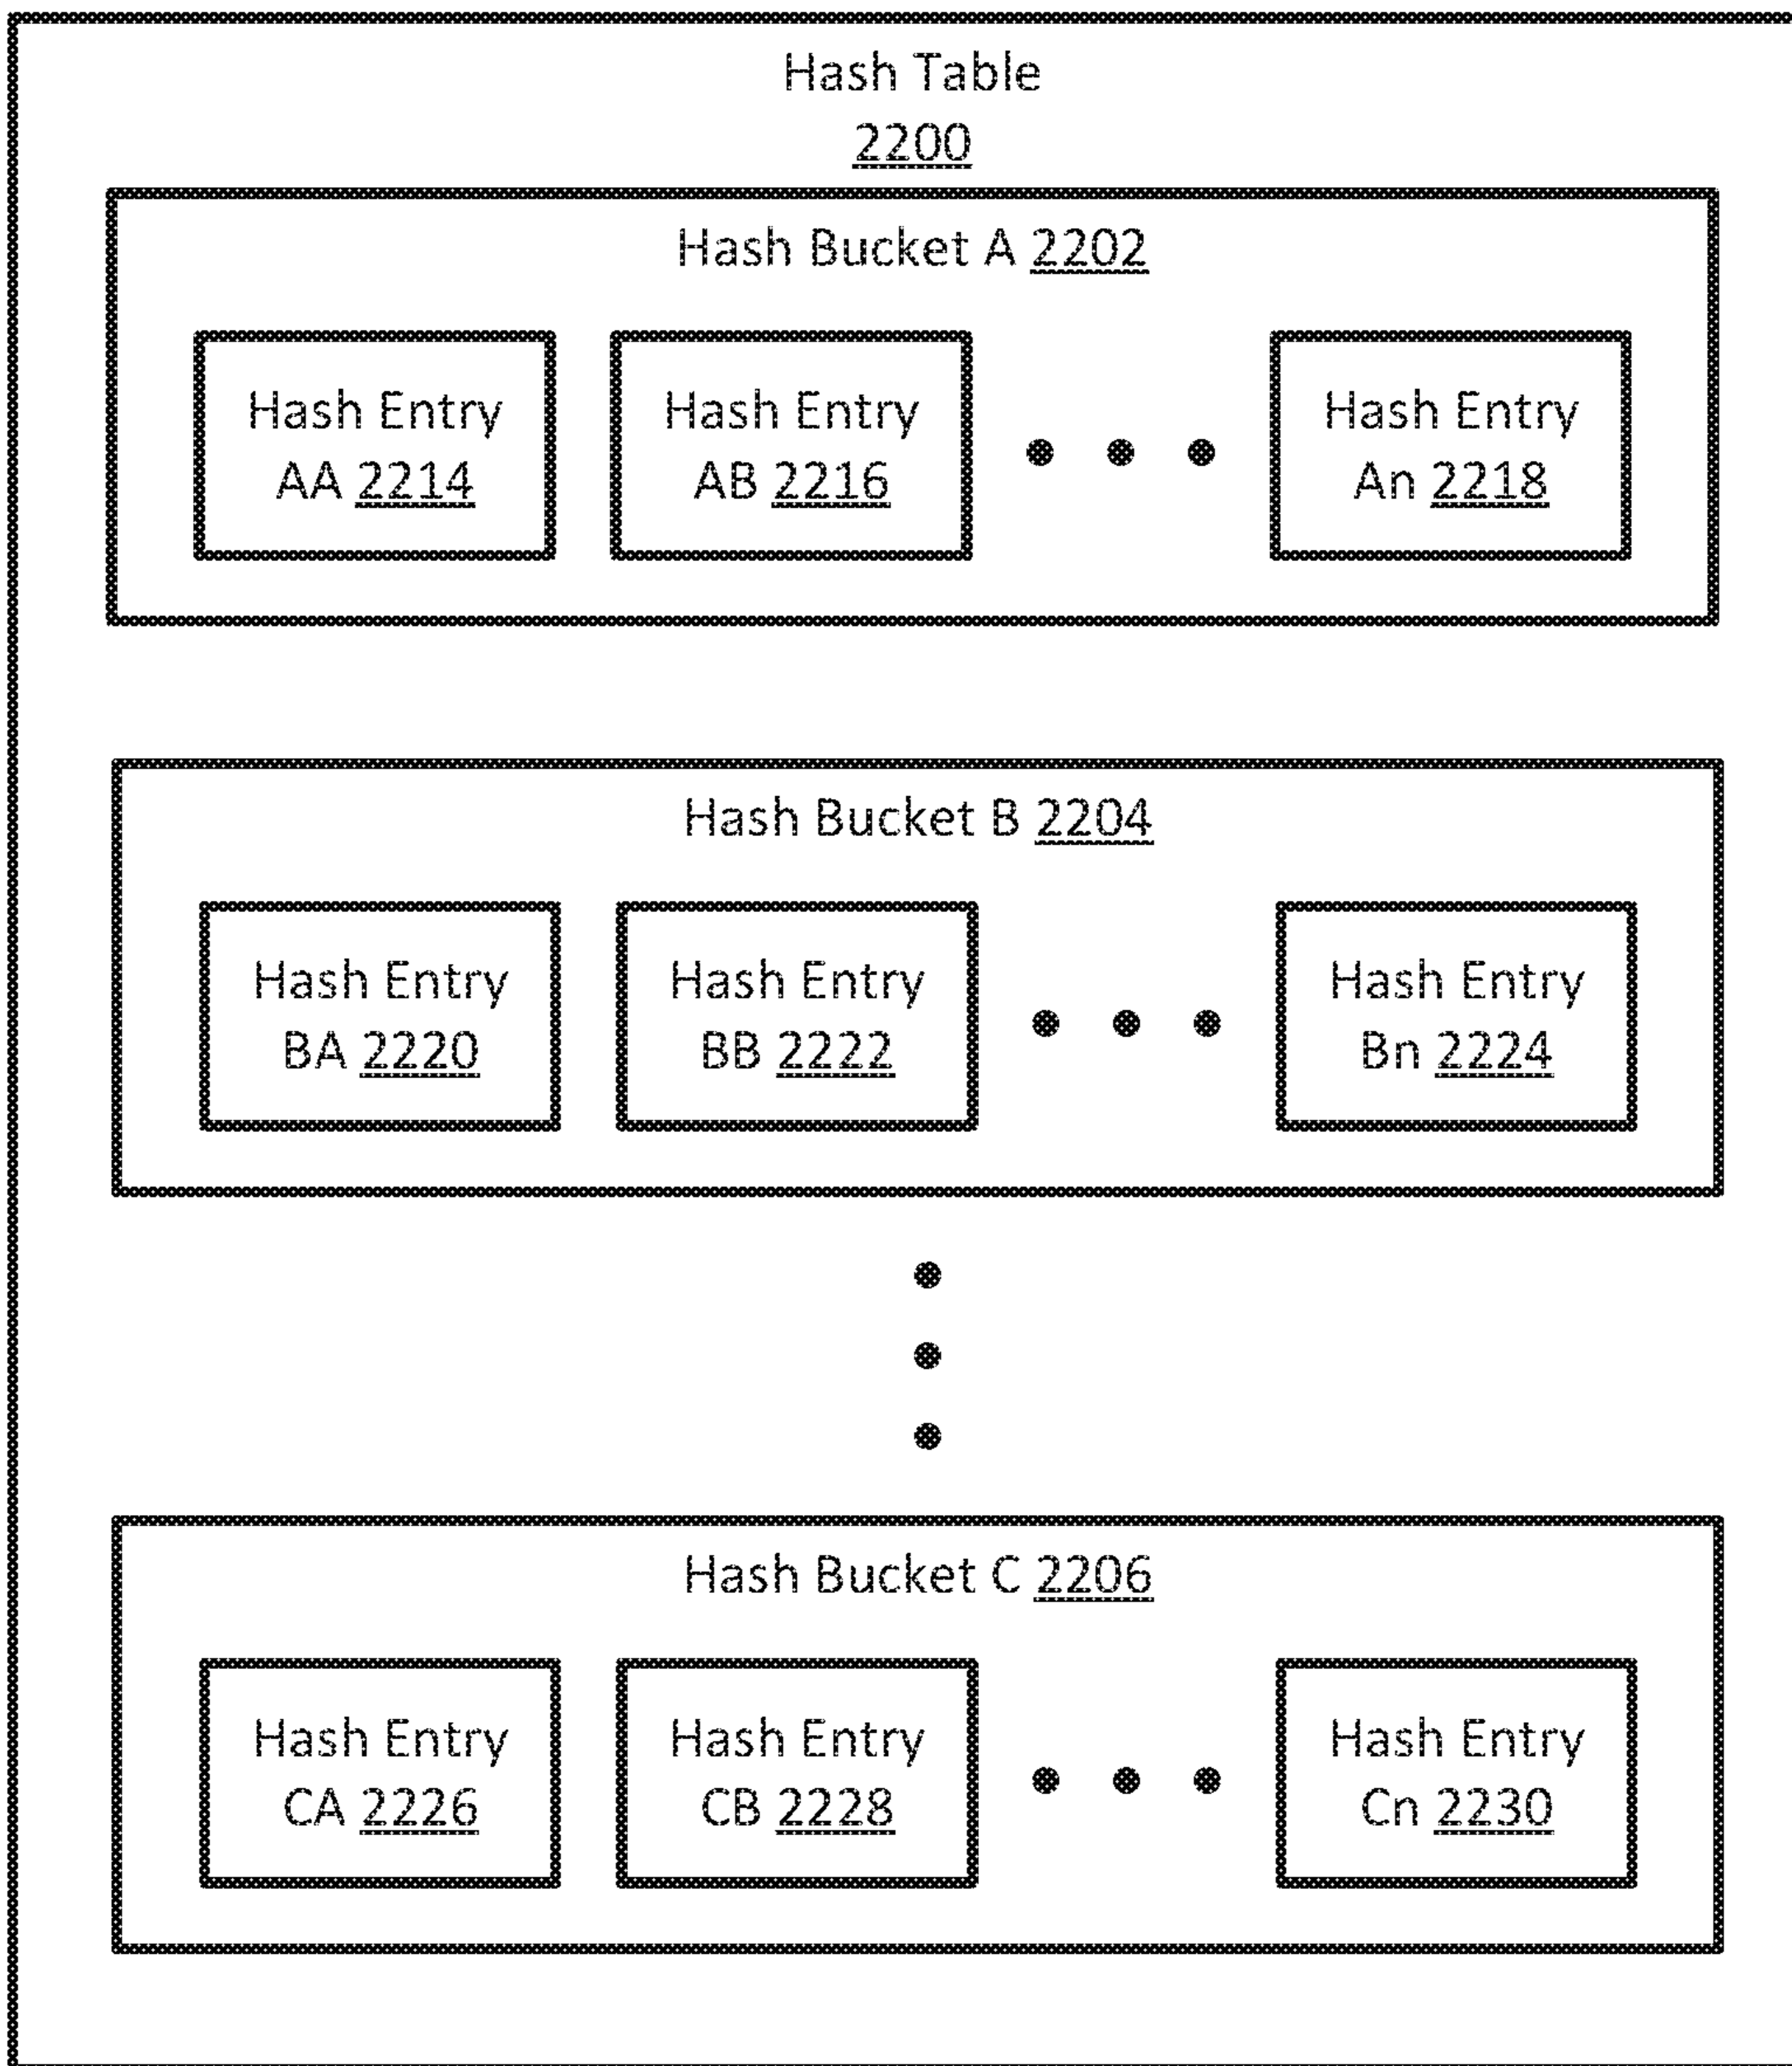 Hash Table
2200
Hash Bucket A 2202
Hash Entry
AA 2214
Hash Entry
AB 2216
Hash Entry
An 2218
Hash Bucket B 2204
Hash Entry
BA 2220
Hash Entry
BB 2222
Hash Entry
Bn 2224
Hash Bucket C 2206
Hash Entry
CA 2226
Hash Entry
CB 2228
Hash Entry
Cn 2230